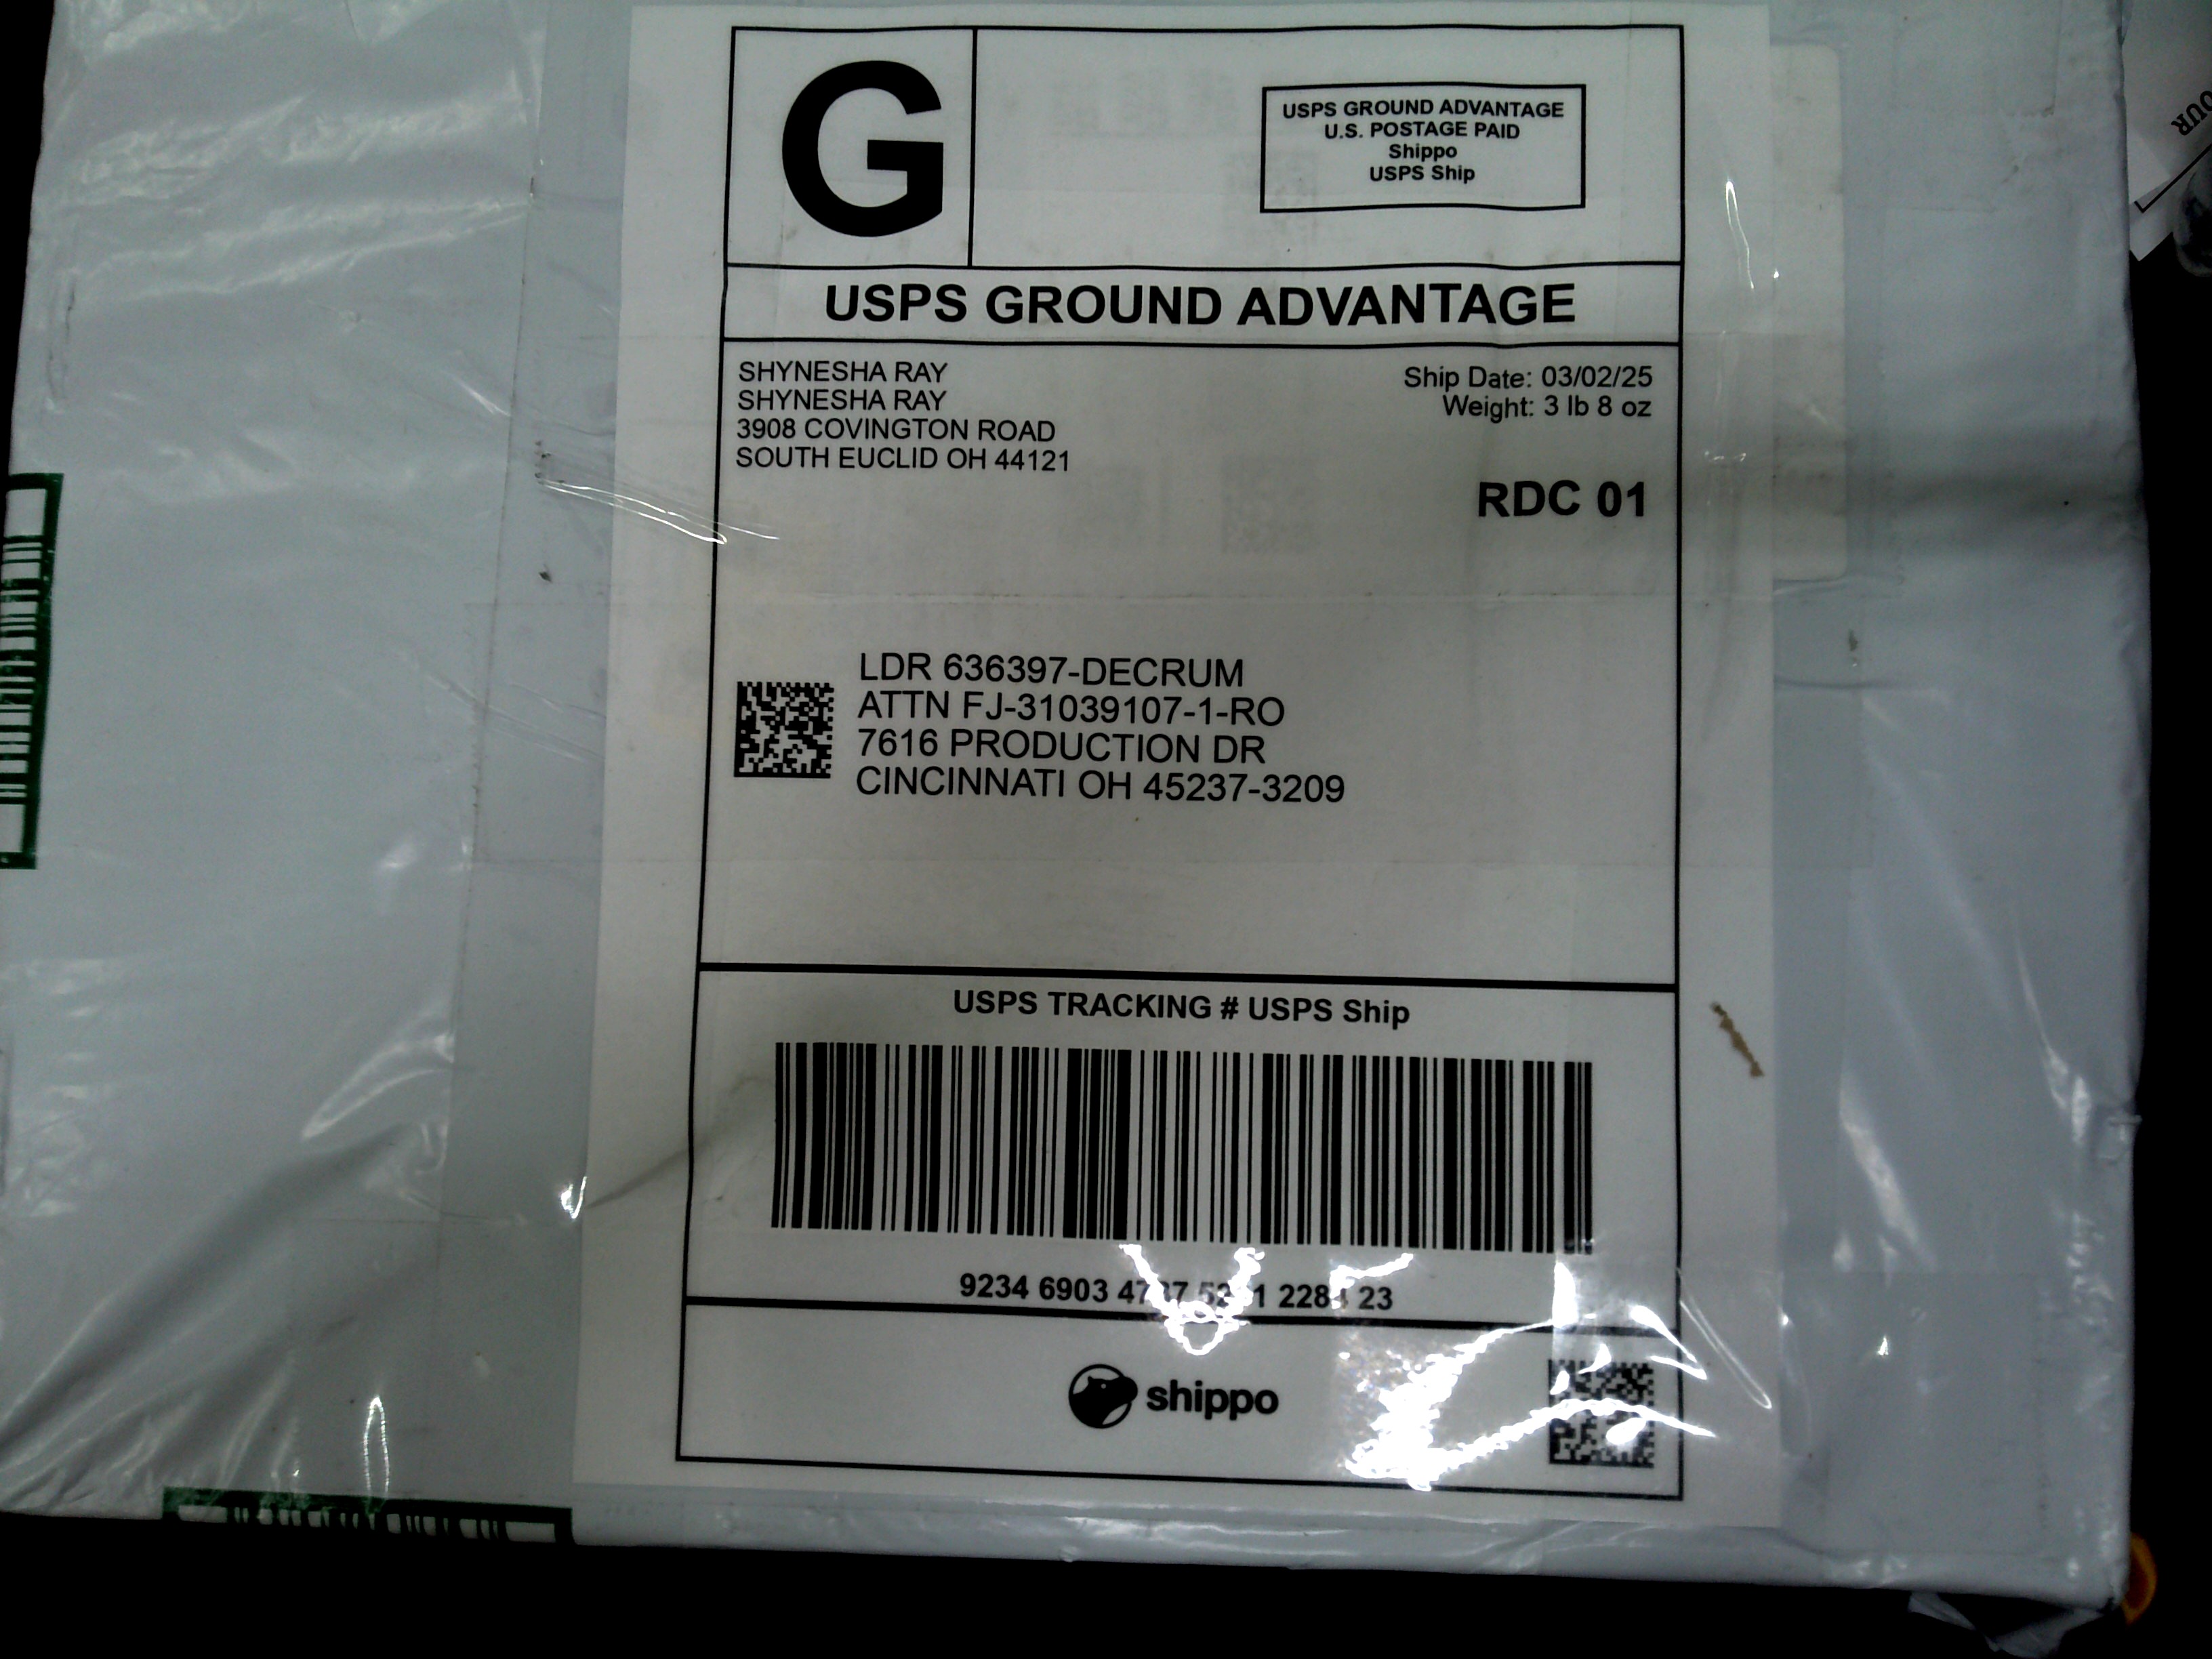 G
USPS GROUND ADVANTAGE
U.S. POSTAGE PAID
Shippo
USPS Ship
USPS GROUND ADVANTAGE
SHYNESHA RAY
SHYNESHA RAY
3908 COVINGTON ROAD
SOUTH EUCLID OH 44121
Ship Date: 03/02/25
Weight: 3 lb 8 oz
RDC 01
LDR 636397-DECRUM
ATTN FJ-31039107-1-RO
7616 PRODUCTION DR
CINCINNATI OH 45237-3209
USPS TRACKING # USPS Ship
9234 6903 23
shippo